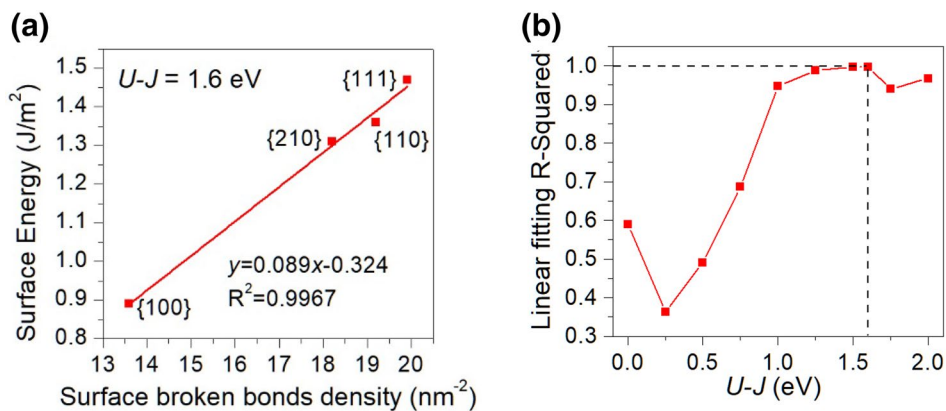 (a)
U-J = 1.6 eV
{111}
{210}
{110}
{100}
y=0.089x-0.324
R²=0.9967
Surface Energy (J/m²)
1.5
1.4
1.3
1.2
1.1
1.0
0.9
0.8
13 14 15 16 17 18 19 20
Surface broken bonds density (nm⁻²)
(b)
Linear fitting R-Squared
1.0
0.9
0.8
0.7
0.6
0.5
0.4
0.3
0.0 0.5 1.0 1.5 2.0
U-J (eV)